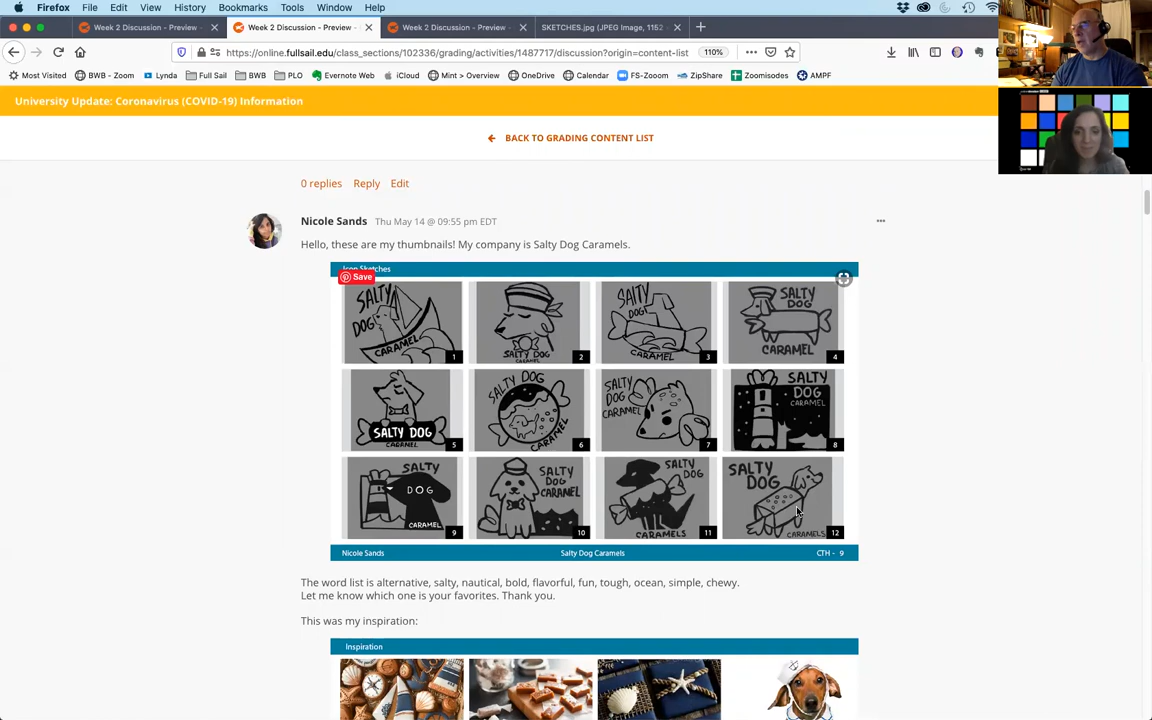 Firefox File Edit View History Bookmarks Tools Window Help
Week 2 Discussion - Preview
Week 2 Discussion - Preview
Week 2 Discussion - Preview
SKETCHES.jpg (JPEG Image, 1152
https://online.fullsail.edu/class_sections/102336/grading/activities/1487717/discussion?origin=content-list
110%
Most Visited BWB - Zoom Lynda Full Sail BWB PLO Evernote Web iCloud Mint > Overview OneDrive Calendar FS-Zooom ZipShare Zoomisodes AMPF
University Update: Coronavirus (COVID-19) Information
BACK TO GRADING CONTENT LIST
0 replies Reply Edit
Nicole Sands Thu May 14 @ 09:55 pm EDT
Hello, these are my thumbnails! My company is Salty Dog Caramels.
Icon Sketches
Save
SALTY DOG CARAMEL 1
SALTY DOG CARAMEL 2
SALTY DOG CARAMEL 3
SALTY DOG CARAMEL 4
SALTY DOG CARAMEL 5
SALTY DOG CARAMEL 6
SALTY DOG CARAMEL 7
SALTY DOG CARAMEL 8
SALTY DOG CARAMEL 9
SALTY DOG CARAMEL 10
SALTY DOG CARAMELS 11
SALTY DOG CARAMELS 12
Nicole Sands Salty Dog Caramels CTH - 9
The word list is alternative, salty, nautical, bold, flavorful, fun, tough, ocean, simple, chewy.
Let me know which one is your favorites. Thank you.
This was my inspiration:
Inspiration